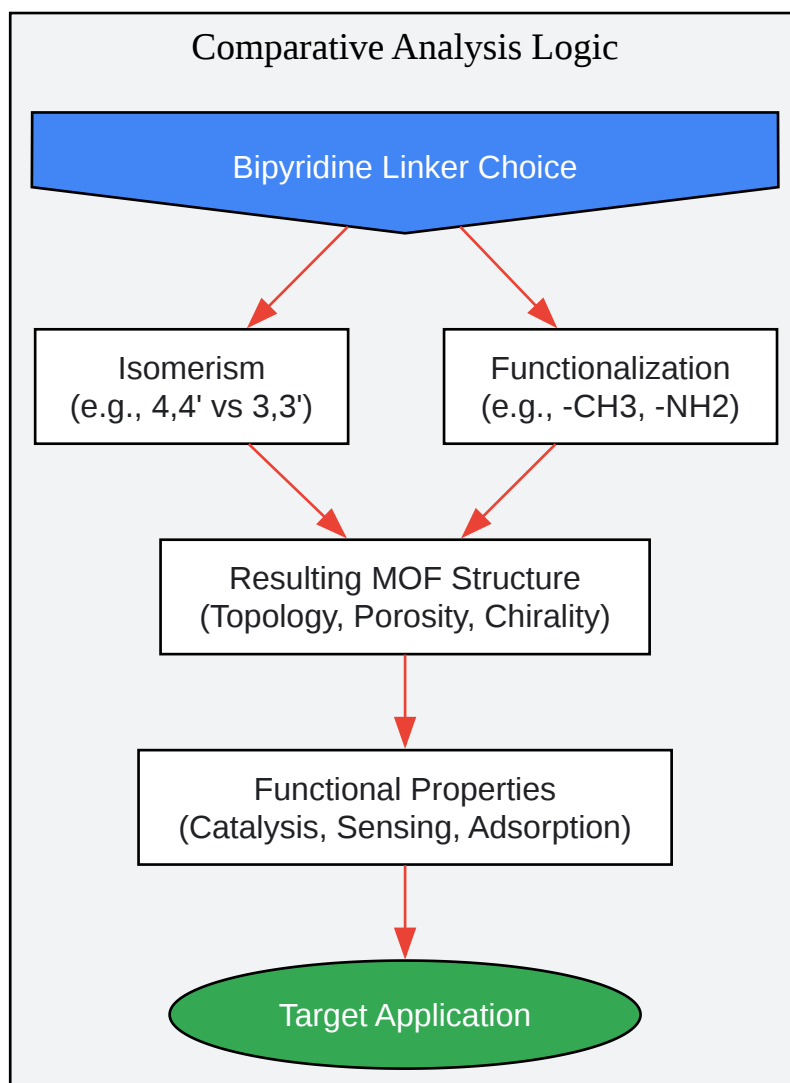 Comparative Analysis Logic
Bipyridine Linker Choice
Isomerism
(e.g., 4,4' vs 3,3')
Functionalization
(e.g., -CH3, -NH2)
Resulting MOF Structure
(Topology, Porosity, Chirality)
Functional Properties
(Catalysis, Sensing, Adsorption)
Target Application